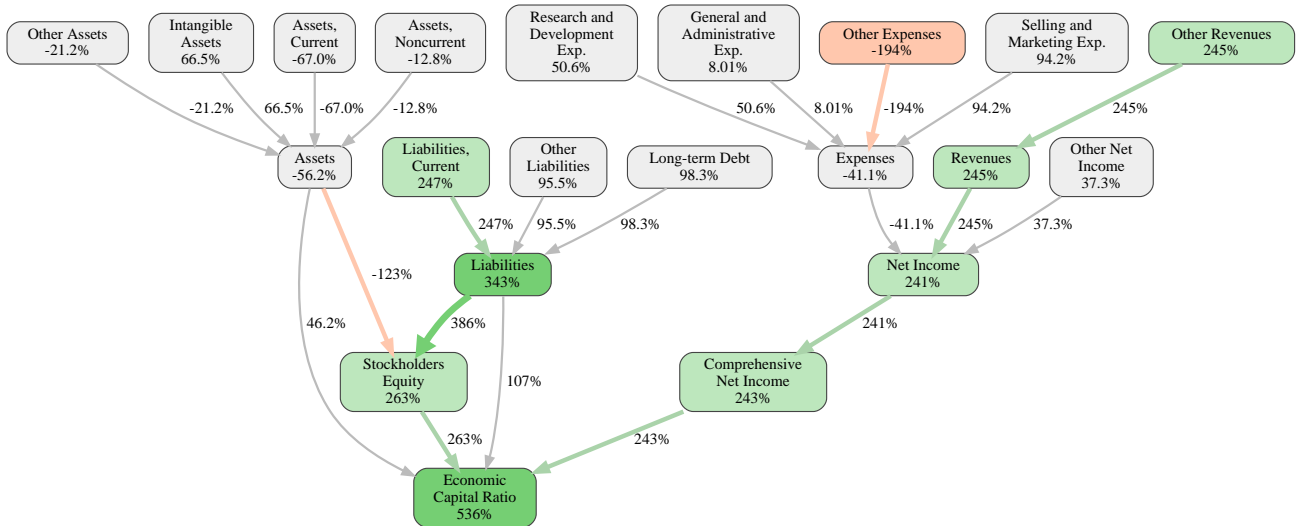 Other Assets
-21.2%
Intangible
Assets
66.5%
Assets,
Current
-67.0%
Assets,
Noncurrent
-12.8%
Research and
Development
Exp.
50.6%
General and
Administrative
Exp.
8.01%
Other Expenses
-194%
Selling and
Marketing Exp.
94.2%
Other Revenues
245%
-21.2%
66.5%
-67.0%
-12.8%
50.6%
8.01%
-194%
94.2%
245%
Assets
-56.2%
Liabilities,
Current
247%
Other
Liabilities
95.5%
Long-term Debt
98.3%
Expenses
-41.1%
Revenues
245%
Other Net
Income
37.3%
247%
95.5%
98.3%
-41.1%
245%
37.3%
Liabilities
343%
Net Income
241%
-123%
46.2%
386%
241%
Stockholders
Equity
263%
107%
Comprehensive
Net Income
243%
263%
243%
Economic
Capital Ratio
536%